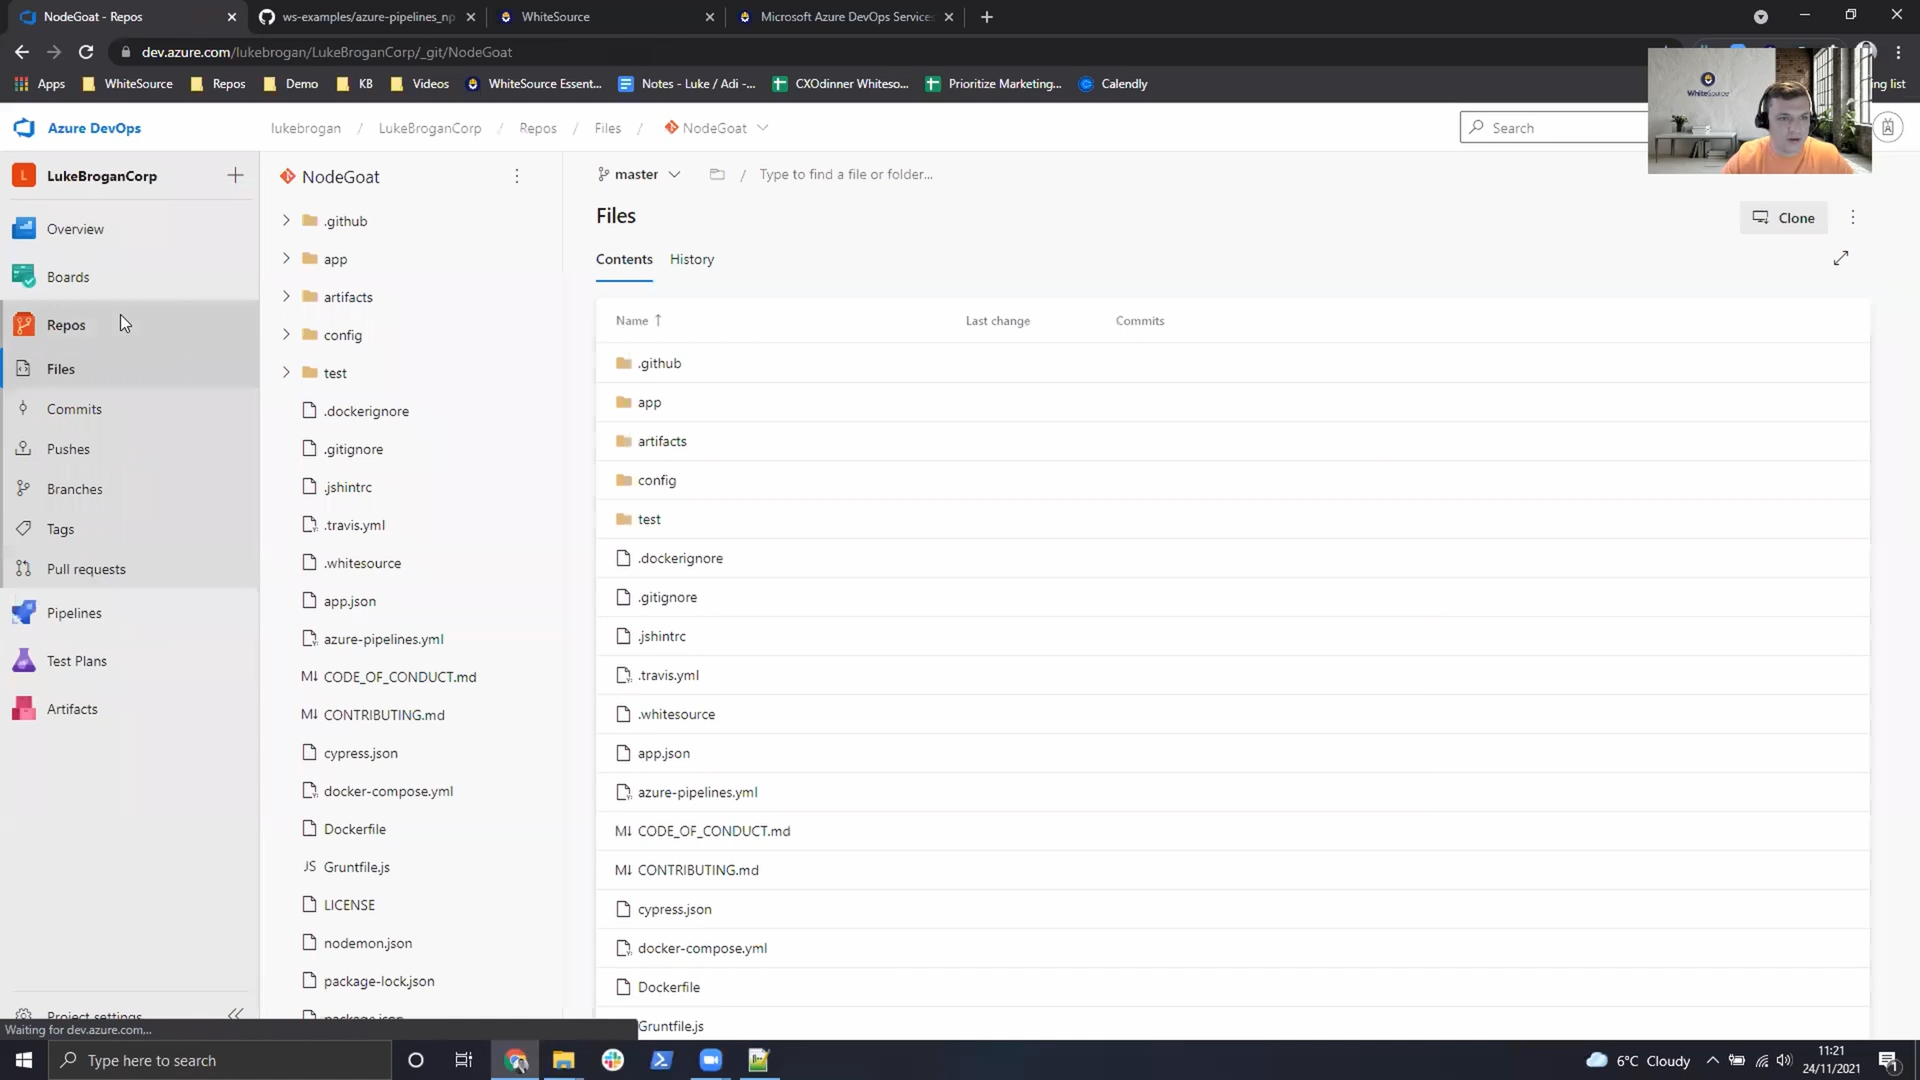 NodeGoat - Repos
ws-examples/azure-pipelines_np
WhiteSource
Microsoft Azure DevOps Services
dev.azure.com/lukebrogan/LukeBroganCorp/_git/NodeGoat
Apps
WhiteSource
Repos
Demo
KB
Videos
WhiteSource Essent...
Notes - Luke / Adi -...
CXOdinner Whiteso...
Prioritize Marketing...
Calendly
ng list
WhiteSource
Azure DevOps
lukebrogan / LukeBroganCorp / Repos / Files / NodeGoat
Search
L
LukeBroganCorp
Overview
Boards
Repos
Files
Commits
Pushes
Branches
Tags
Pull requests
Pipelines
Test Plans
Artifacts
Project settings
NodeGoat
.github
app
artifacts
config
test
.dockerignore
.gitignore
.jshintrc
.travis.yml
.whitesource
app.json
azure-pipelines.yml
M↓ CODE_OF_CONDUCT.md
M↓ CONTRIBUTING.md
cypress.json
docker-compose.yml
Dockerfile
JS Gruntfile.js
LICENSE
nodemon.json
package-lock.json
package.json
master
/ Type to find a file or folder...
Files
Clone
Contents
History
Name ↑
Last change
Commits
.github
app
artifacts
config
test
.dockerignore
.gitignore
.jshintrc
.travis.yml
.whitesource
app.json
azure-pipelines.yml
M↓ CODE_OF_CONDUCT.md
M↓ CONTRIBUTING.md
cypress.json
docker-compose.yml
Dockerfile
Gruntfile.js
Waiting for dev.azure.com...
Type here to search
6°C Cloudy
11:21
24/11/2021
1